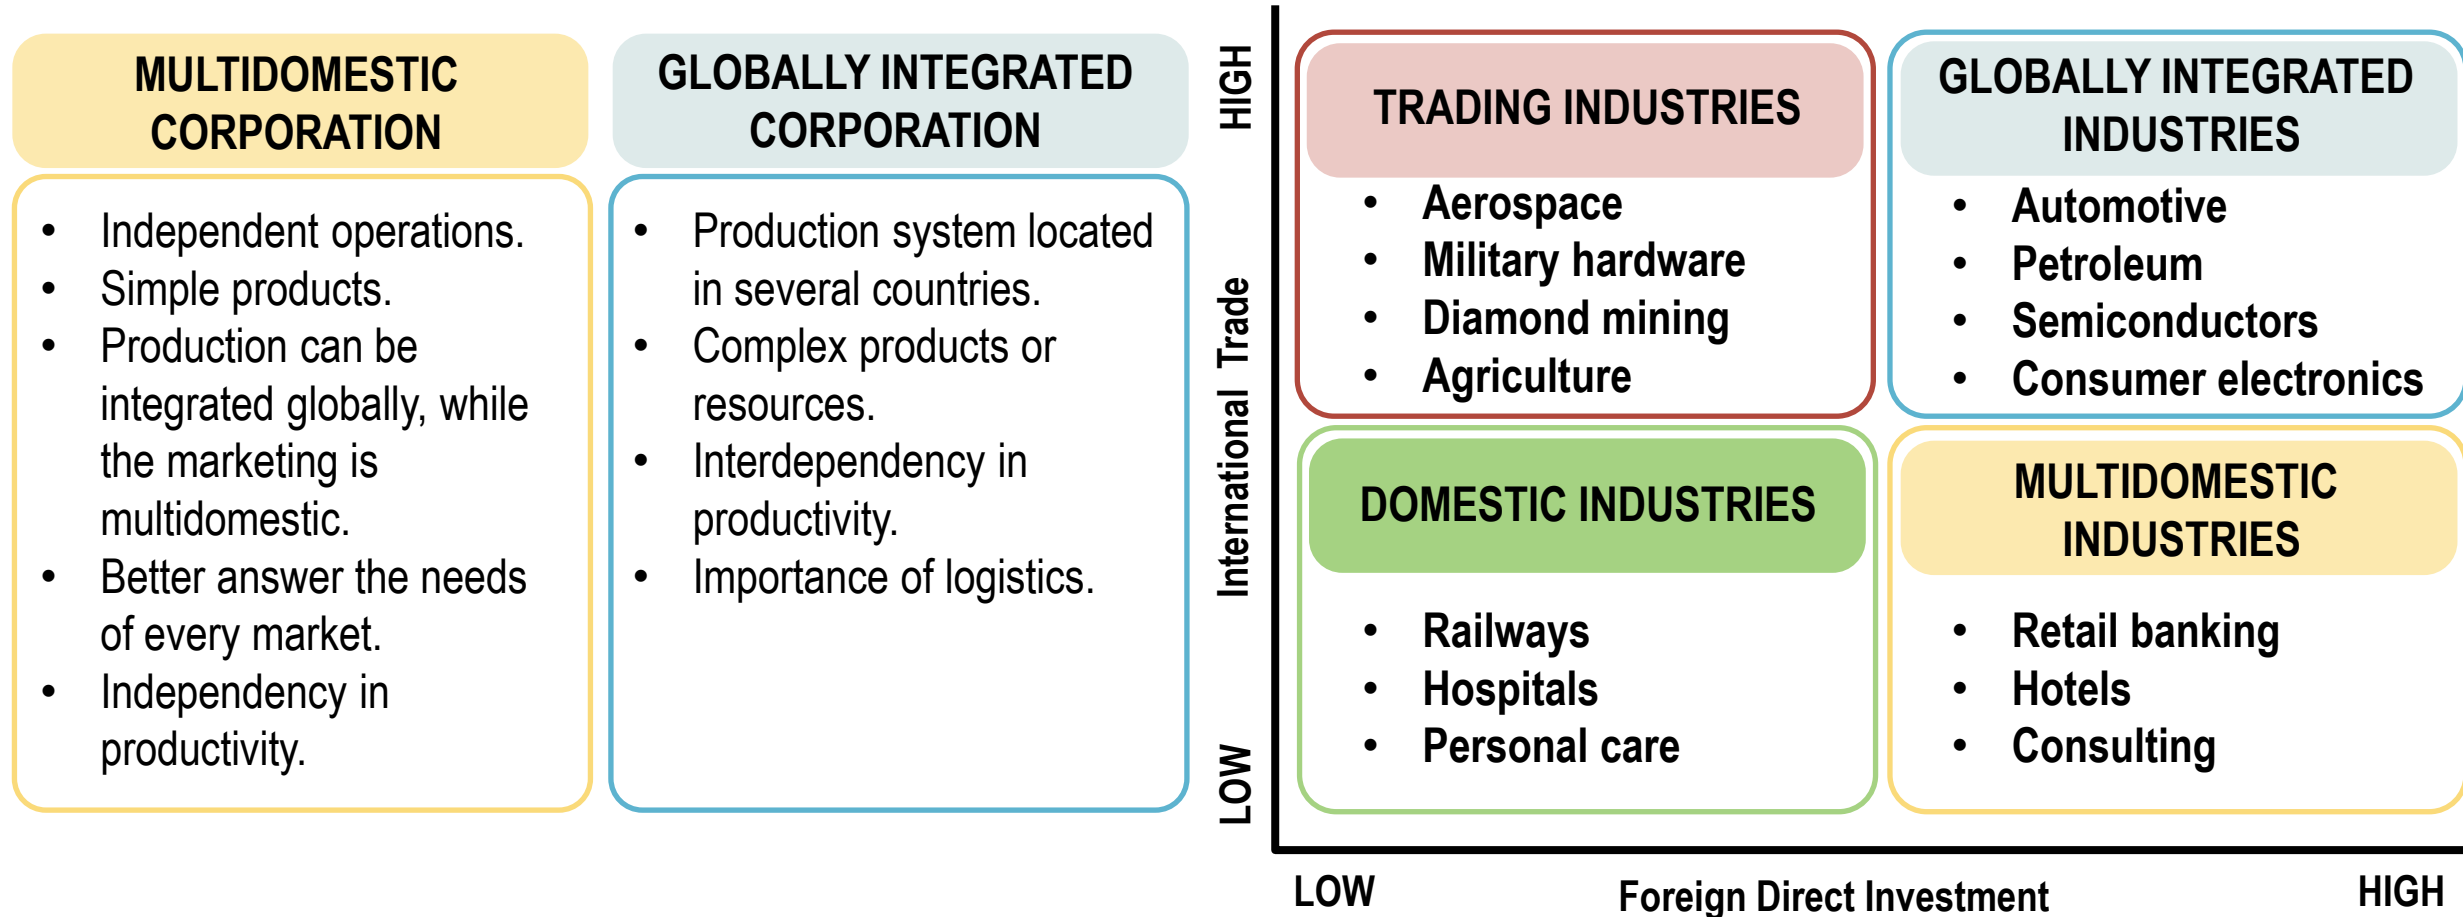 MULTIDOMESTIC
CORPORATION
• Independent operations.
• Simple products.
• Production can be
integrated globally, while
the marketing is
multidomestic.
• Better answer the needs
of every market.
• Independency in
productivity.
GLOBALLY INTEGRATED
CORPORATION
• Production system located
in several countries.
• Complex products or
resources.
• Interdependency in
productivity.
• Importance of logistics.
HIGH
International Trade
LOW
TRADING INDUSTRIES
• Aerospace
• Military hardware
• Diamond mining
• Agriculture
GLOBALLY INTEGRATED
INDUSTRIES
• Automotive
• Petroleum
• Semiconductors
• Consumer electronics
DOMESTIC INDUSTRIES
• Railways
• Hospitals
• Personal care
MULTIDOMESTIC
INDUSTRIES
• Retail banking
• Hotels
• Consulting
LOW
Foreign Direct Investment
HIGH